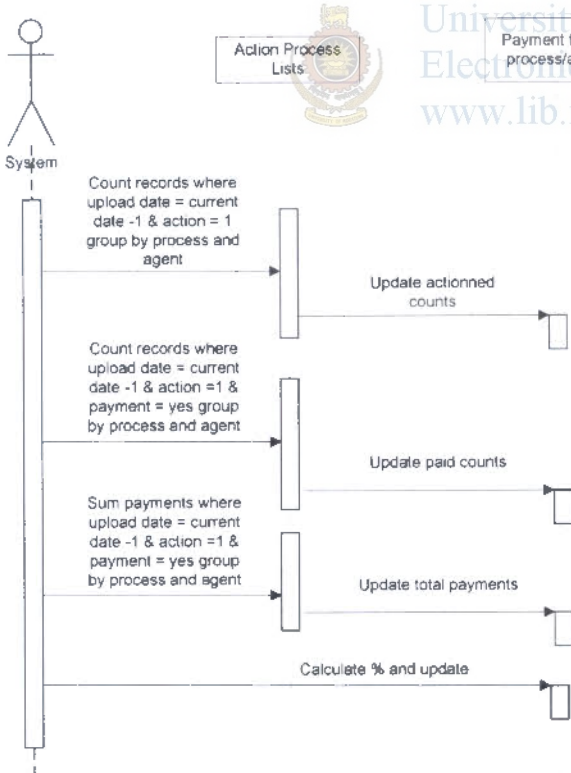 Universit
Electroni
www.lib.
Action Process
Lists
Payment
process/a
System
Count records where
upload date = current
date -1 & action = 1
group by process and
agent
Update actionned
counts
Count records where
upload date = current
date -1 & action =1 &
payment = yes group
by process and agent
Update paid counts
Sum payments where
upload date = current
date -1 & action =1 &
payment = yes group
by process and agent
Update total payments
Calculate % and update